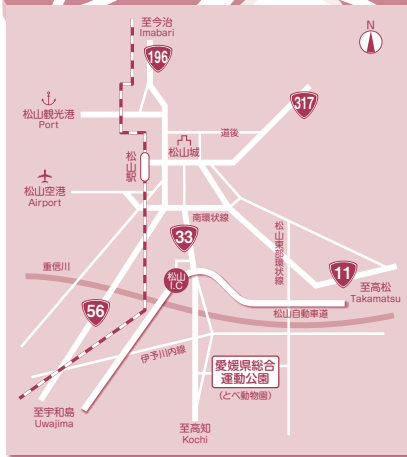 至今治
Imabari
N
196
317
松山観光港
Port
道後
松山城
松山駅
松山空港
Airport
南環状線
33
松山東部環状線
11
重信川
松山
I.C
至高松
Takamatsu
56
松山自動車道
伊予川内線
愛媛県総合
運動公園
(とべ動物園)
至宇和島
Uwajima
至高知
Kochi